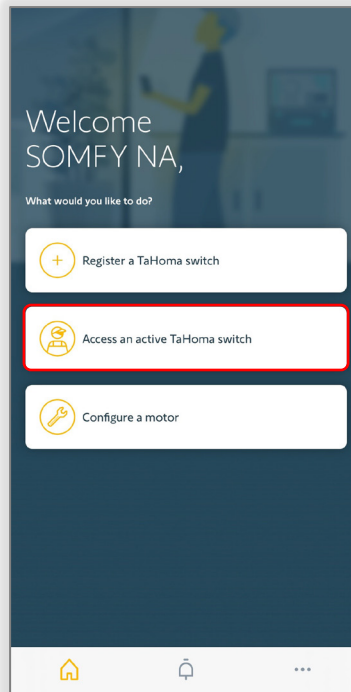 Welcome
SOMFY NA,
What would you like to do?
Register a TaHoma switch
Access an active TaHoma switch
Configure a motor